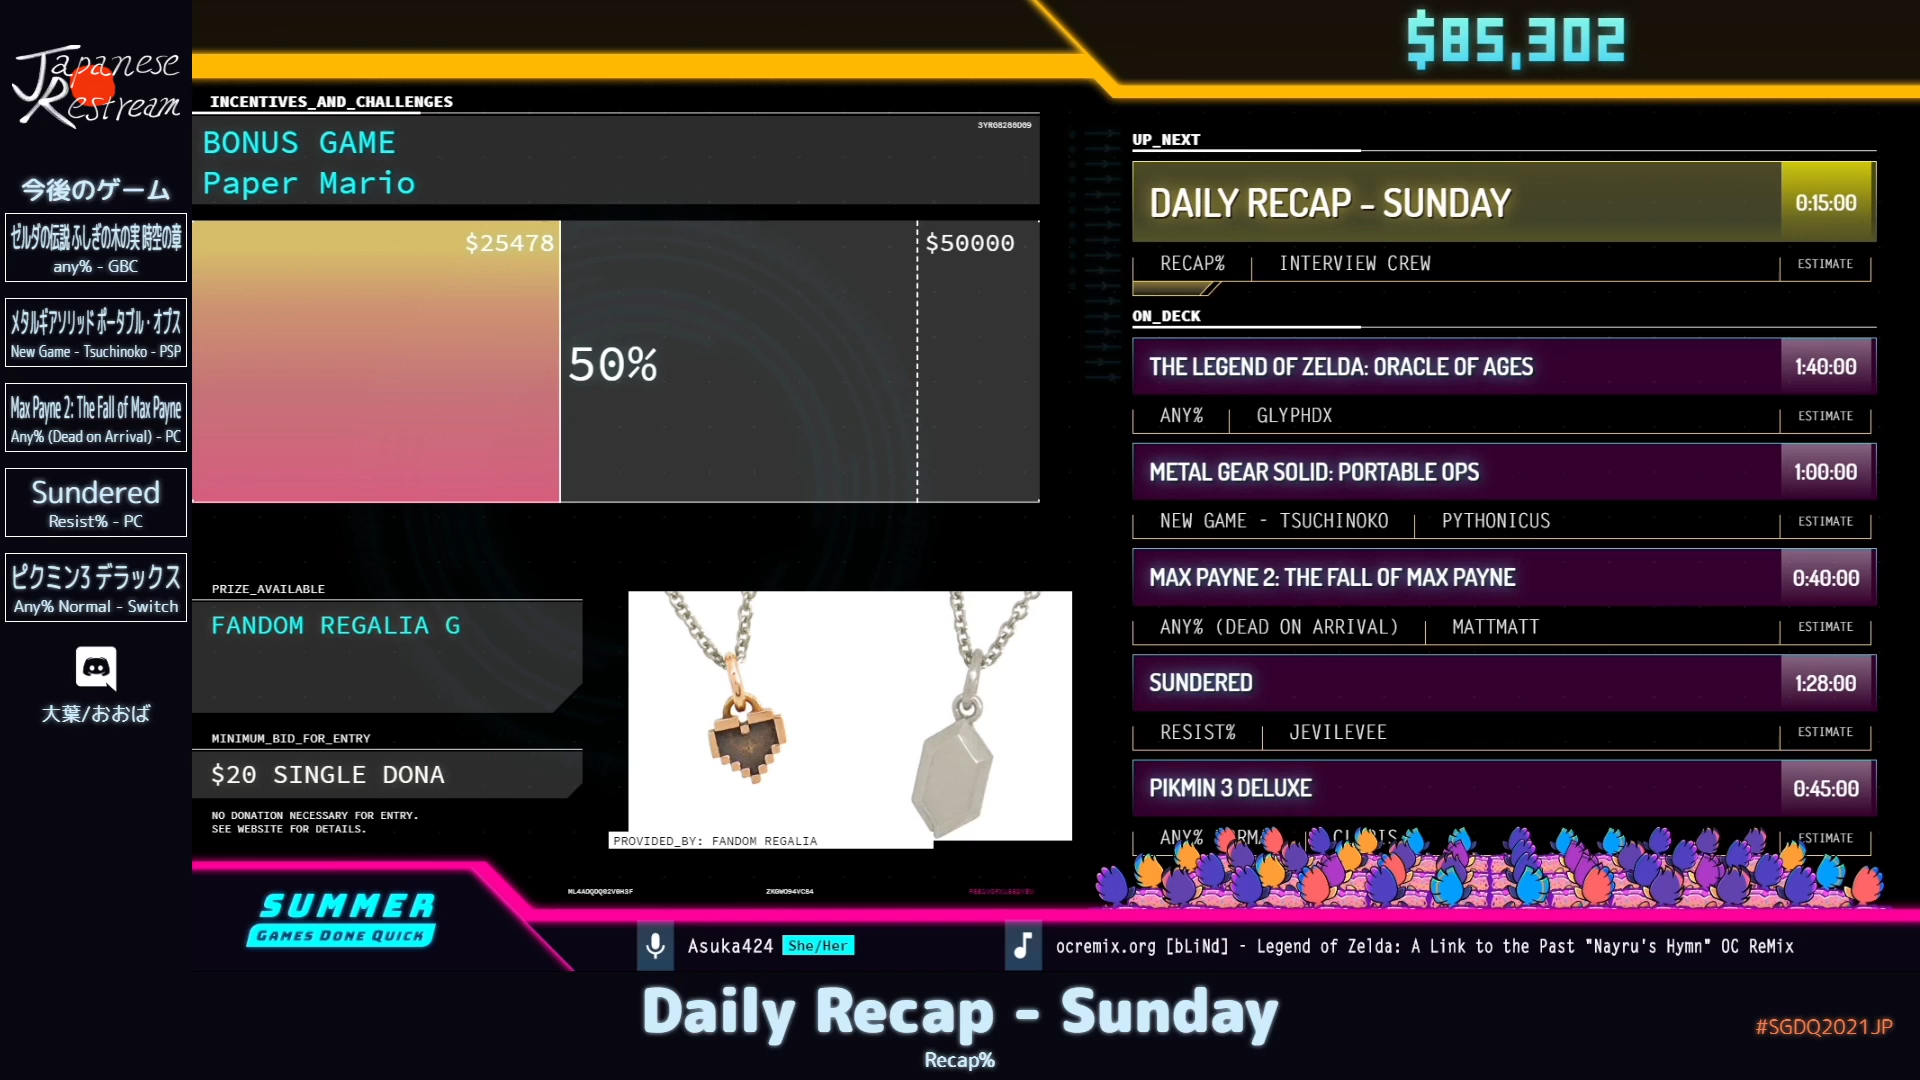 Japanese
Restream
今後のゲーム
ゼルダの伝説 ふしぎの木の実 時空の章
any% - GBC
メタルギアソリッド ポータブル・オプス
New Game - Tsuchinoko - PSP
Max Payne 2: The Fall of Max Payne
Any% (Dead on Arrival) - PC
Sundered
Resist% - PC
ピクミン3 デラックス
Any% Normal - Switch
大葉/おおば
$85,302
INCENTIVES_AND_CHALLENGES
BONUS GAME
Paper Mario
$25478
$50000
50%
PRIZE_AVAILABLE
FANDOM REGALIA G
MINIMUM_BID_FOR_ENTRY
$20 SINGLE DONA
NO DONATION NECESSARY FOR ENTRY.
SEE WEBSITE FOR DETAILS.
PROVIDED_BY: FANDOM REGALIA
UP_NEXT
DAILY RECAP - SUNDAY
0:15:00
RECAP%
INTERVIEW CREW
ESTIMATE
ON_DECK
THE LEGEND OF ZELDA: ORACLE OF AGES
1:40:00
ANY%
GLYPHDX
ESTIMATE
METAL GEAR SOLID: PORTABLE OPS
1:00:00
NEW GAME - TSUCHINOKO
PYTHONICUS
ESTIMATE
MAX PAYNE 2: THE FALL OF MAX PAYNE
0:40:00
ANY% (DEAD ON ARRIVAL)
MATTMATT
ESTIMATE
SUNDERED
1:28:00
RESIST%
JEVILEVEE
ESTIMATE
PIKMIN 3 DELUXE
0:45:00
ANY%
ESTIMATE
SUMMER
GAMES DONE QUICK
Asuka424
She/Her
ocremix.org [bLiNd] - Legend of Zelda: A Link to the Past "Nayru's Hymn" OC ReMix
Daily Recap - Sunday
Recap%
#SGDQ2021JP